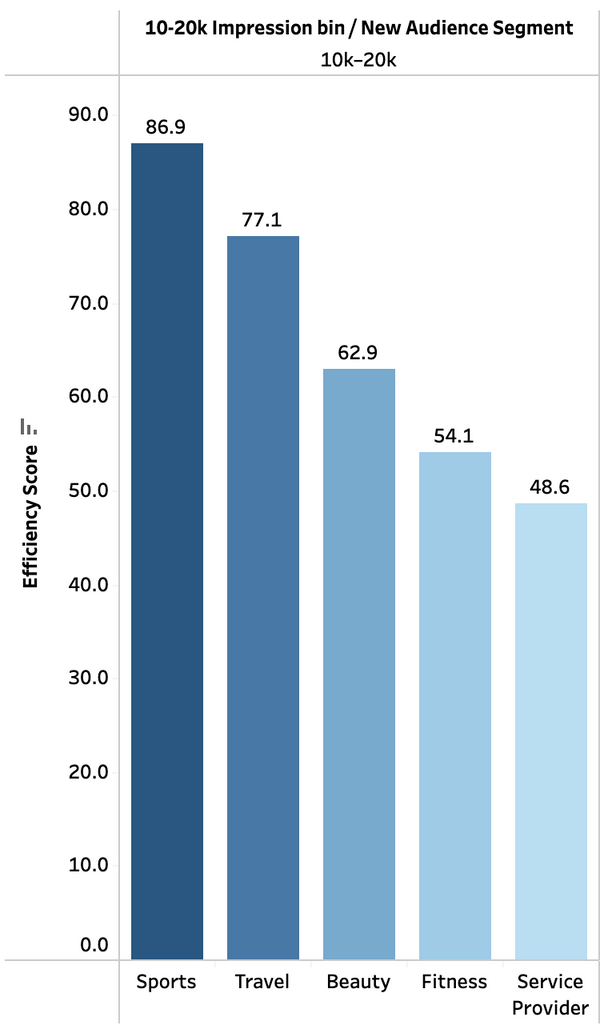 10-20k Impression bin / New Audience Segment
10k–20k
Efficiency Score
90.0
80.0
70.0
60.0
50.0
40.0
30.0
20.0
10.0
0.0
86.9
77.1
62.9
54.1
48.6
Sports
Travel
Beauty
Fitness
Service
Provider